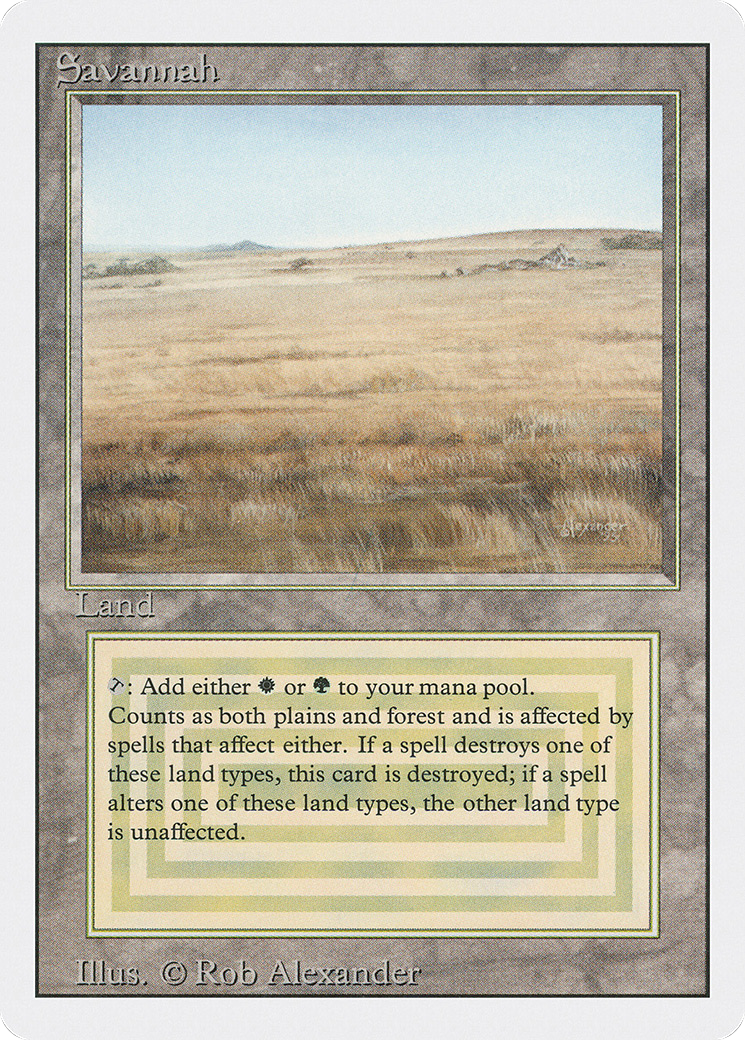 Savannah
Land
T: Add either or to your mana pool.
Counts as both plains and forest and is affected by
spells that affect either. If a spell destroys one of
these land types, this card is destroyed; if a spell
alters one of these land types, the other land type
is unaffected.
Illus. © Rob Alexander